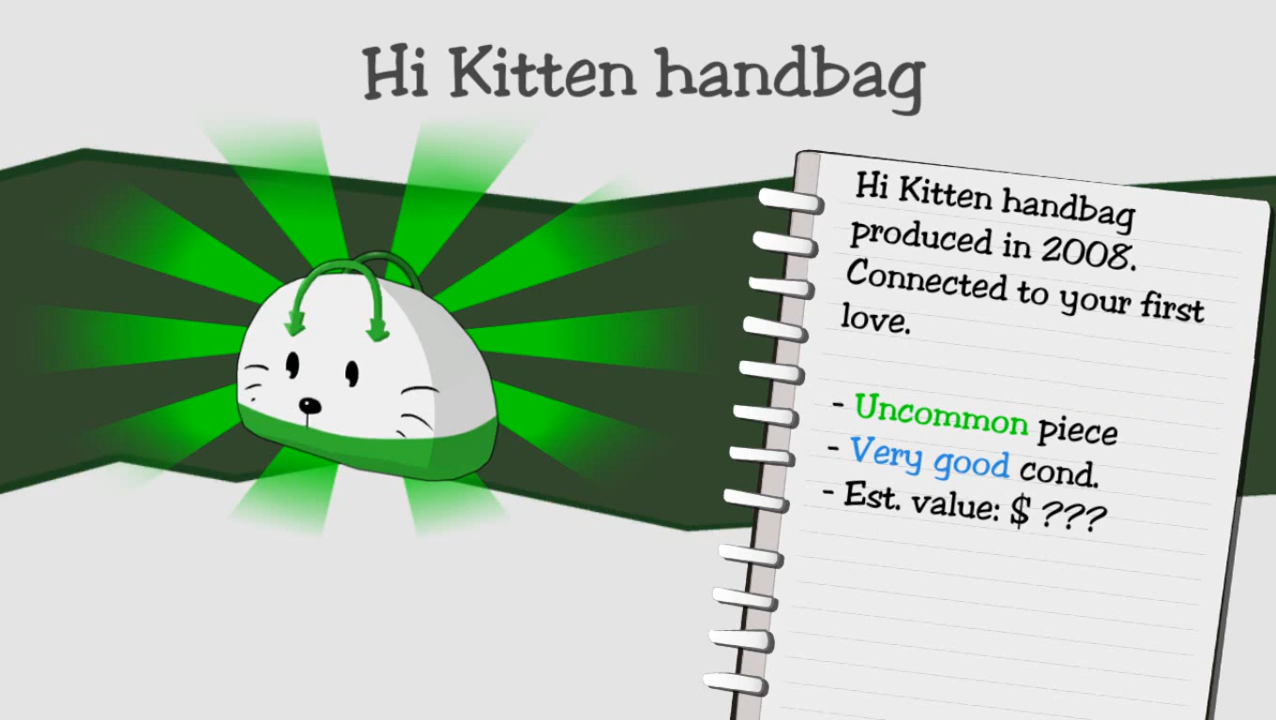 Hi Kitten handbag
Hi Kitten handbag
produced in 2008.
Connected to your first
love.
- Uncommon piece
- Very good cond.
- Est. value: $ ???